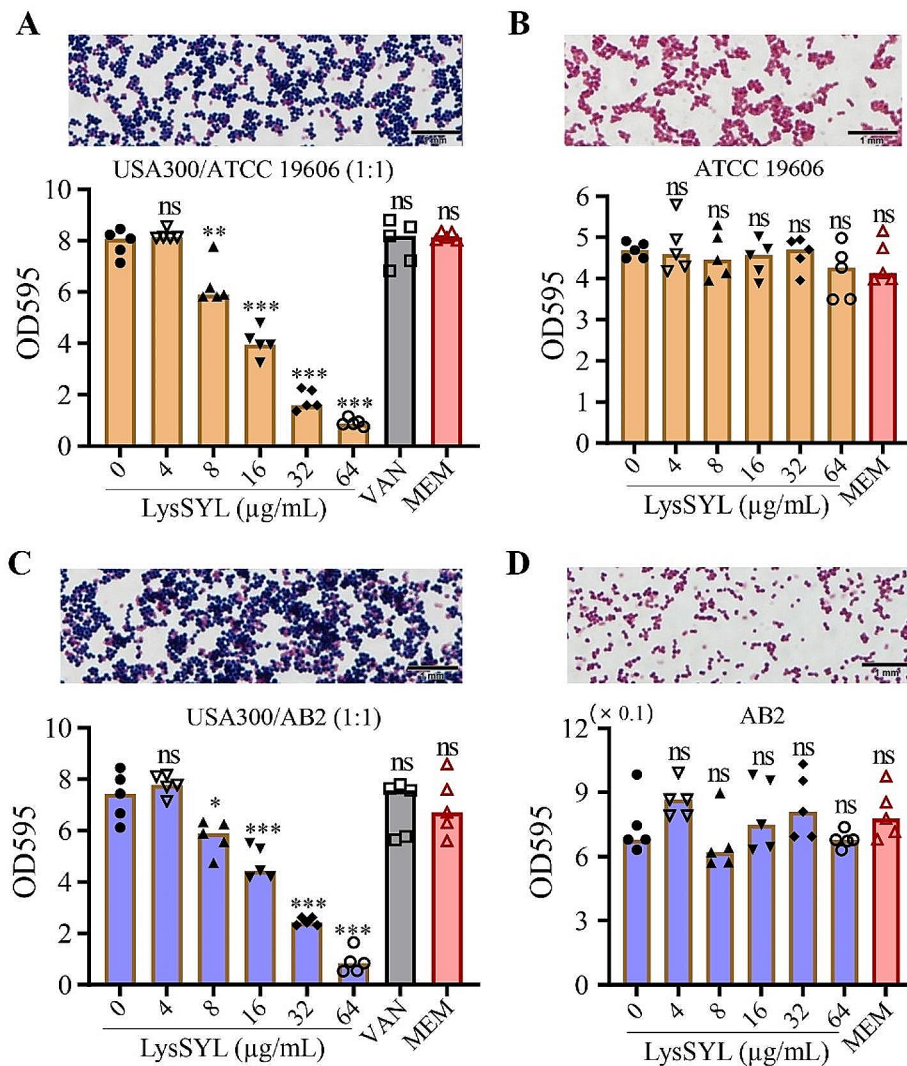 A
1 mm
USA300/ATCC 19606 (1:1)
10
8
6
4
2
0
OD595
ns
**
***
***
***
ns
ns
0
4
8
16
32
64
VAN
MEM
LysSYL (µg/mL)
B
1 mm
ATCC 19606
6
5
4
3
2
1
0
OD595
ns
ns
ns
ns
ns
ns
0
4
8
16
32
64
MEM
LysSYL (µg/mL)
C
1 mm
USA300/AB2 (1:1)
10
8
6
4
2
0
OD595
ns
*
***
***
***
ns
ns
0
4
8
16
32
64
VAN
MEM
LysSYL (µg/mL)
D
1 mm
(× 0.1)
AB2
12
9
6
3
0
OD595
ns
ns
ns
ns
ns
ns
0
4
8
16
32
64
MEM
LysSYL (µg/mL)